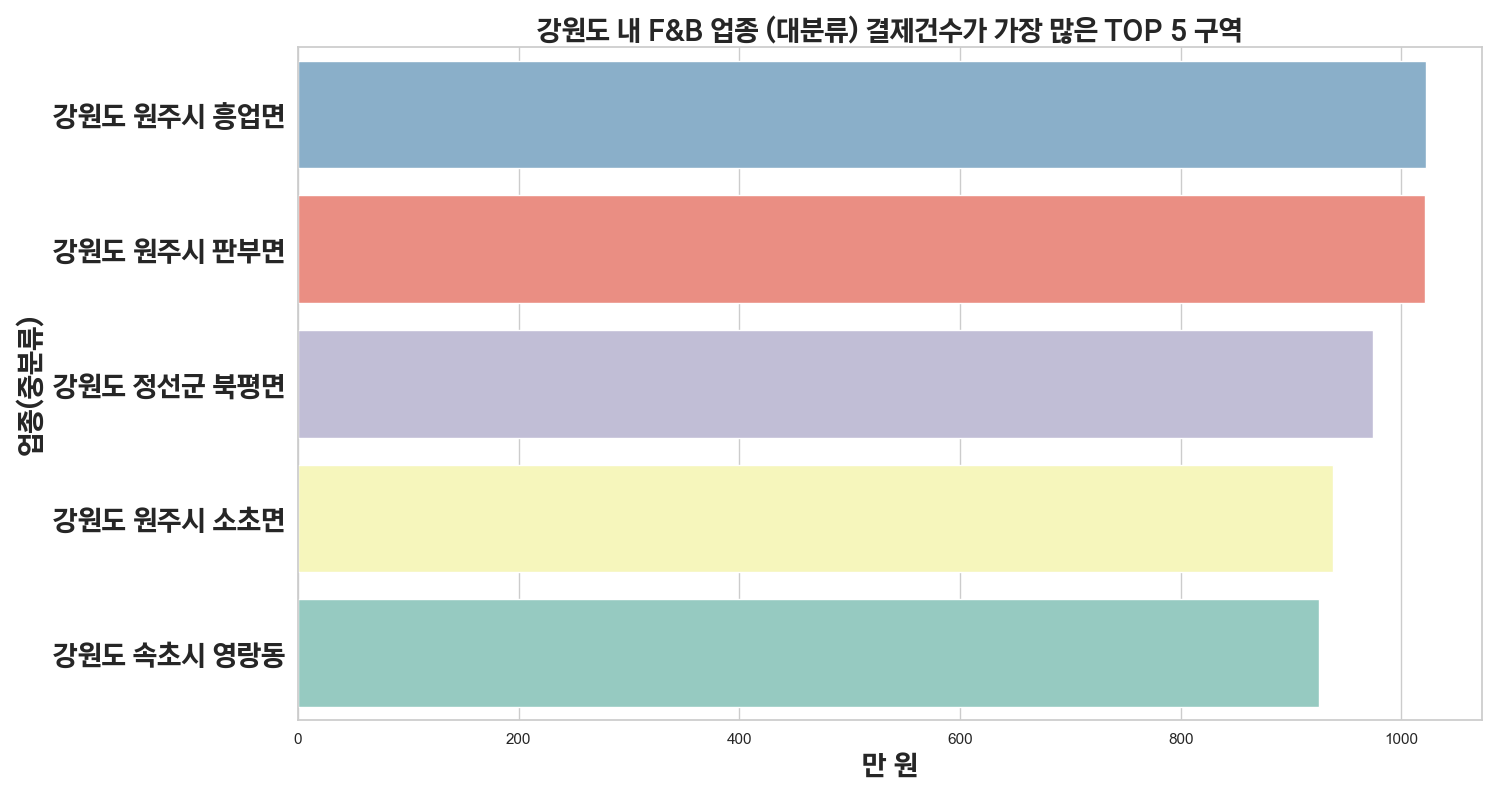 강원도 내 F&B 업종 (대분류) 결제건수가 가장 많은 TOP 5 구역
업종(중분류)
강원도 원주시 흥업면
강원도 원주시 판부면
강원도 정선군 북평면
강원도 원주시 소초면
강원도 속초시 영랑동
0 200 400 600 800 1000
만 원